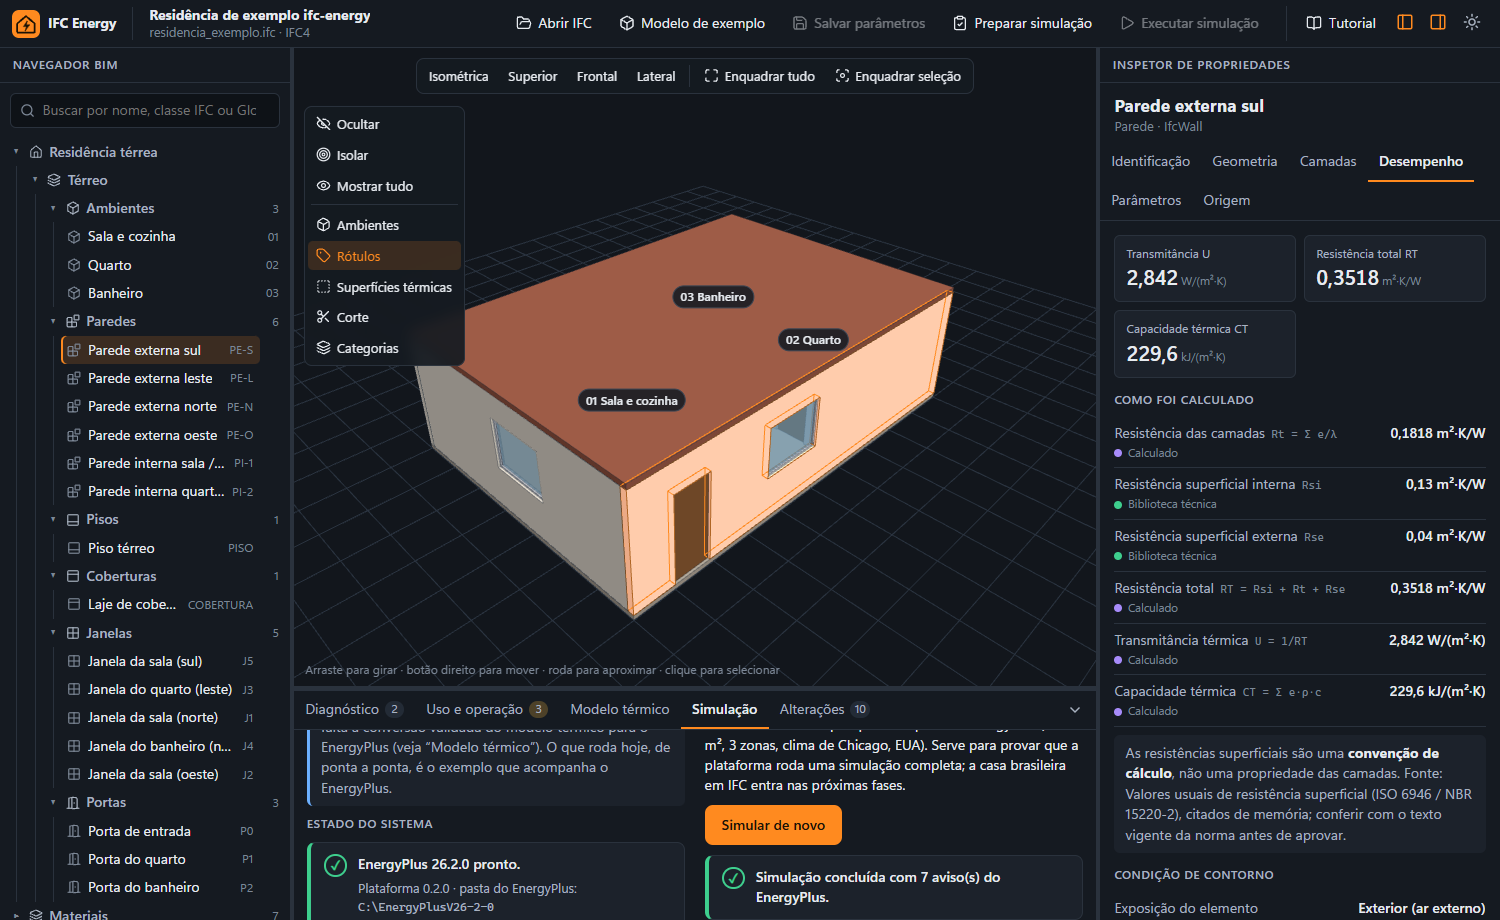 IFC Energy
Residência de exemplo ifc-energy
residencia_exemplo.ifc · IFC4
Abrir IFC
Modelo de exemplo
Salvar parâmetros
Preparar simulação
Executar simulação
Tutorial
NAVEGADOR BIM
Buscar por nome, classe IFC ou Glc
Residência térrea
Térreo
Ambientes 3
Sala e cozinha 01
Quarto 02
Banheiro 03
Paredes 6
Parede externa sul PE-S
Parede externa leste PE-L
Parede externa norte PE-N
Parede externa oeste PE-O
Parede interna sala /... PI-1
Parede interna quart... PI-2
Pisos 1
Piso térreo PISO
Coberturas 1
Laje de cobe... COBERTURA
Janelas 5
Janela da sala (sul) J5
Janela do quarto (leste) J3
Janela da sala (norte) J1
Janela do banheiro (n... J4
Janela da sala (oeste) J2
Portas 3
Porta de entrada P0
Porta do quarto P1
Porta do banheiro P2
Materiais 7
Isométrica
Superior
Frontal
Lateral
Enquadrar tudo
Enquadrar seleção
Ocultar
Isolar
Mostrar tudo
Ambientes
Rótulos
Superfícies térmicas
Corte
Categorias
03 Banheiro
02 Quarto
01 Sala e cozinha
Arraste para girar · botão direito para mover · roda para aproximar · clique para selecionar
Diagnóstico 2
Uso e operação 3
Modelo térmico
Simulação
Alterações 10
EnergyPlus (veja “Modelo térmico”). O que roda hoje, de
ponta a ponta, é o exemplo que acompanha o
EnergyPlus.
ESTADO DO SISTEMA
EnergyPlus 26.2.0 pronto.
Plataforma 0.2.0 · pasta do EnergyPlus:
C:\EnergyPlusV26-2-0
m², 3 zonas, clima de Chicago, EUA). Serve para provar que a
plataforma roda uma simulação completa; a casa brasileira
em IFC entra nas próximas fases.
Simular de novo
Simulação concluída com 7 aviso(s) do
EnergyPlus.
INSPETOR DE PROPRIEDADES
Parede externa sul
Parede · IfcWall
Identificação
Geometria
Camadas
Desempenho
Parâmetros
Origem
Transmitância U
2,842 W/(m²·K)
Resistência total RT
0,3518 m²·K/W
Capacidade térmica CT
229,6 kJ/(m²·K)
COMO FOI CALCULADO
Resistência das camadas Rt = Σ e/λ 0,1818 m²·K/W
Calculado
Resistência superficial interna Rsi 0,13 m²·K/W
Biblioteca técnica
Resistência superficial externa Rse 0,04 m²·K/W
Biblioteca técnica
Resistência total RT = Rsi + Rt + Rse 0,3518 m²·K/W
Calculado
Transmitância térmica U = 1/RT 2,842 W/(m²·K)
Calculado
Capacidade térmica CT = Σ e·ρ·c 229,6 kJ/(m²·K)
Calculado
As resistências superficiais são uma convenção de
cálculo, não uma propriedade das camadas. Fonte:
Valores usuais de resistência superficial (ISO 6946 / NBR
15220-2), citados de memória; conferir com o texto
vigente da norma antes de aprovar.
CONDIÇÃO DE CONTORNO
Exposição do elemento Exterior (ar externo)